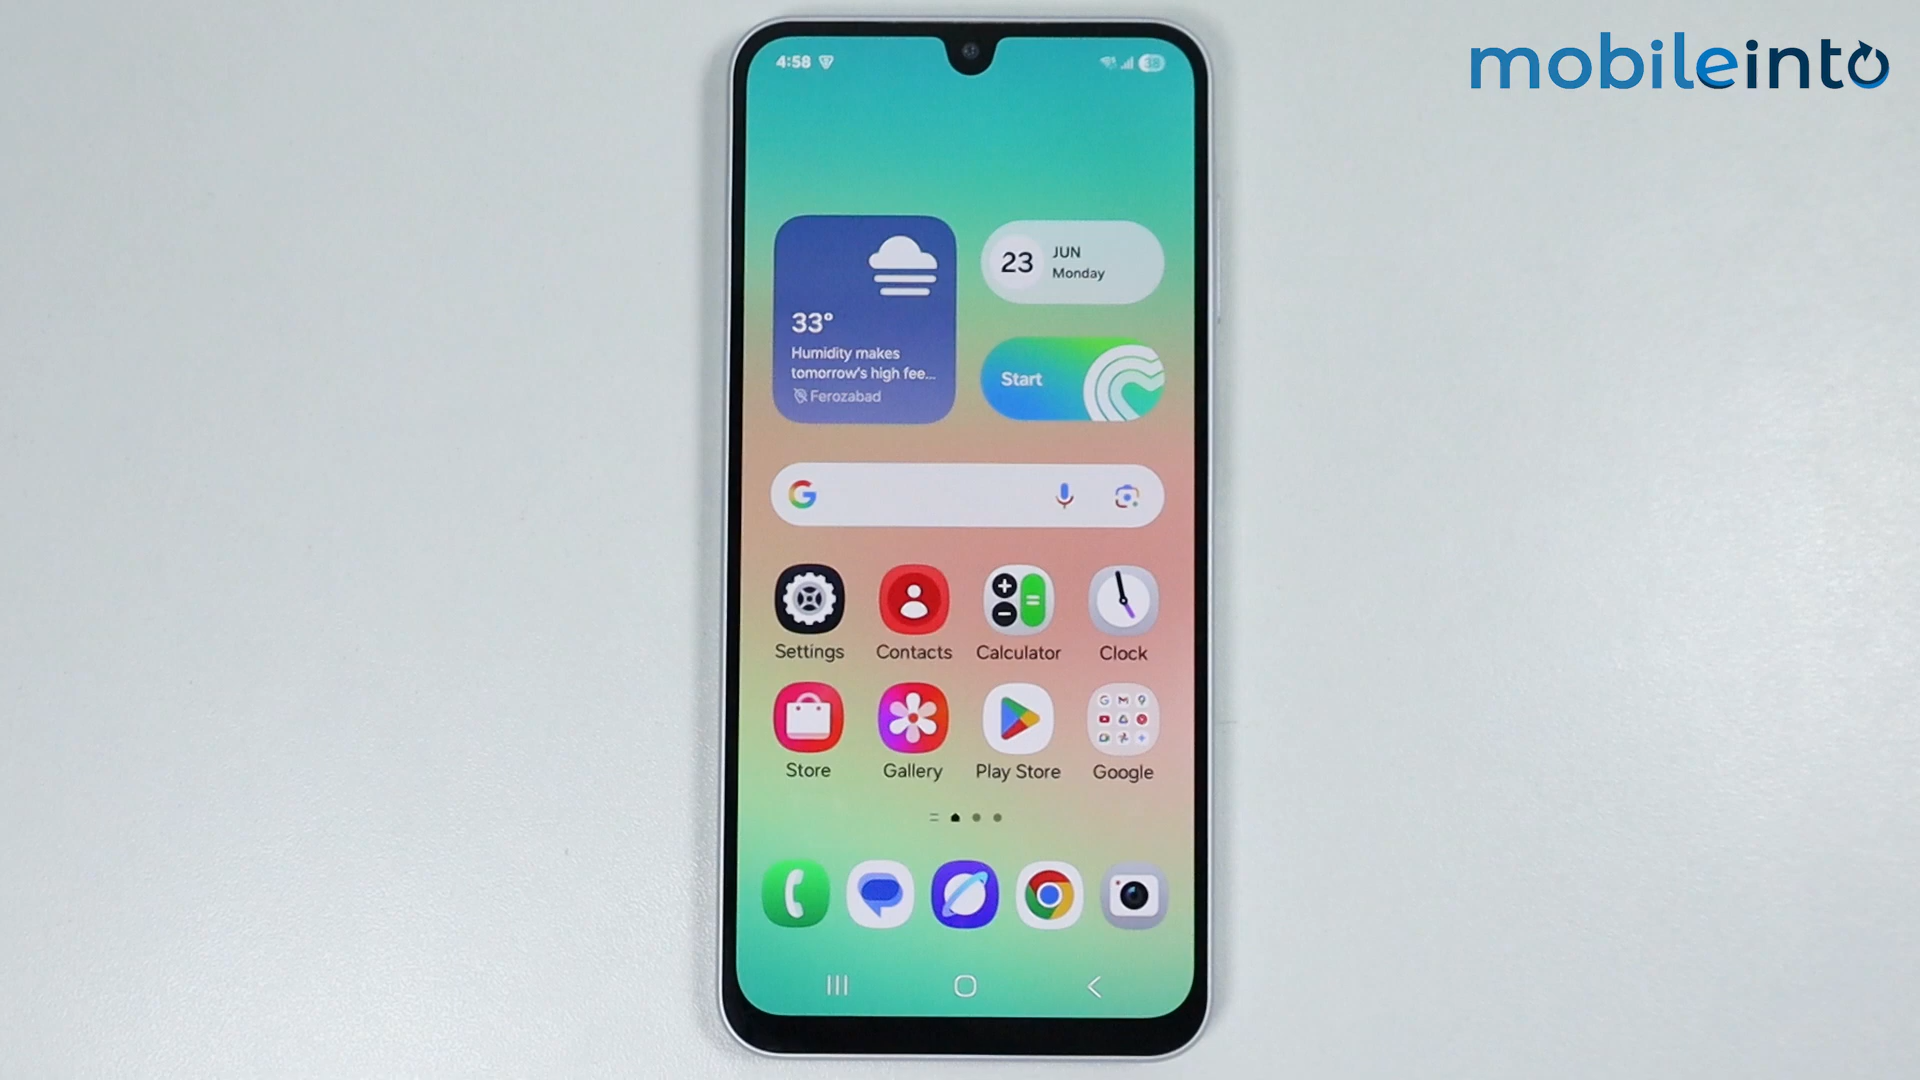 mobileinto
4:58
38
33°
Humidity makes
tomorrow's high fee...
Ferozabad
23
JUN
Monday
Start
Settings
Contacts
Calculator
Clock
Store
Gallery
Play Store
Google